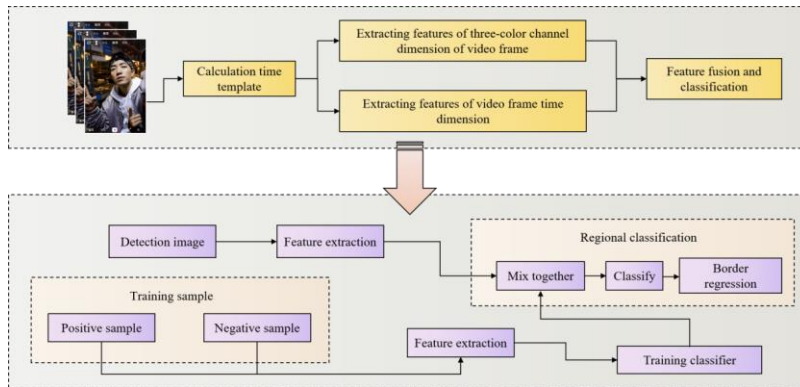 Extracting features of three-color channel
dimension of video frame
Calculation time
template
Feature fusion and
classification
Extracting features of video frame time
dimension
Regional classification
Detection image
Feature extraction
Mix together
Classify
Border
regression
Training sample
Positive sample
Negative sample
Feature extraction
Training classifier